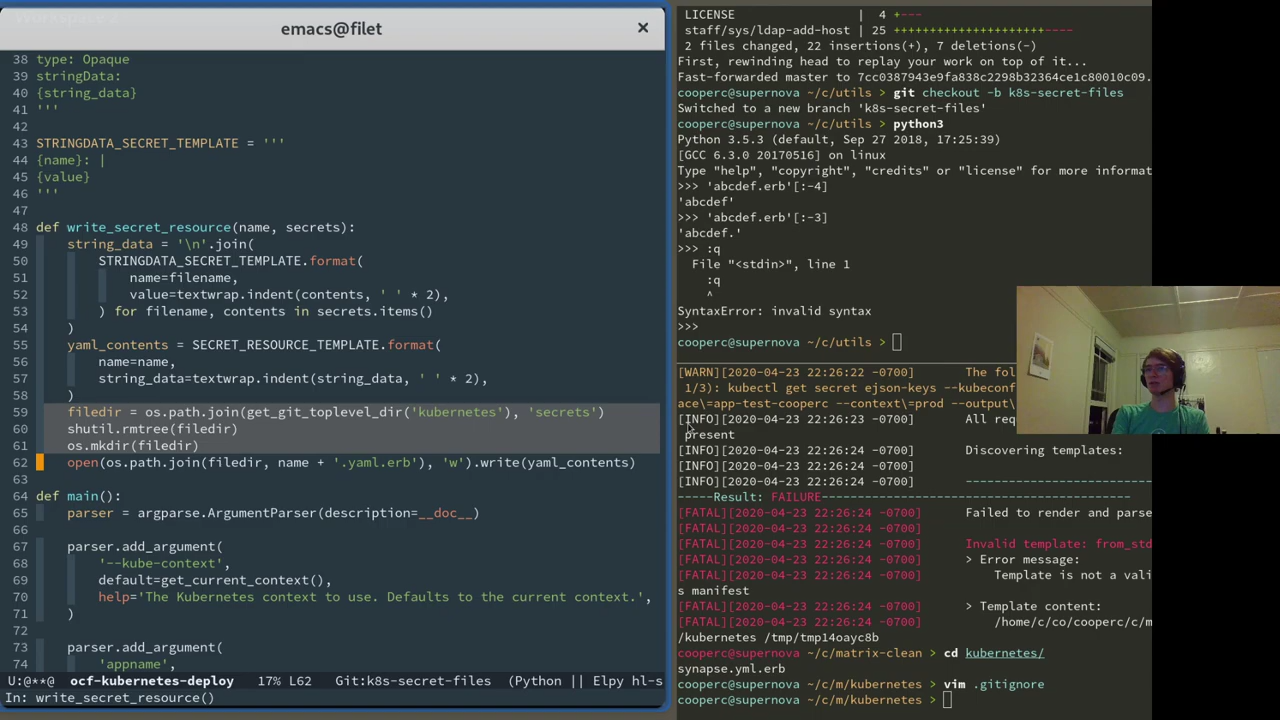 emacs@filet
×
38 type: Opaque
39 stringData:
40 {string_data}
41 '''
42
43 STRINGDATA_SECRET_TEMPLATE = '''
44 {name}: |
45 {value}
46 '''
47
48 def write_secret_resource(name, secrets):
49     string_data = '\n'.join(
50         STRINGDATA_SECRET_TEMPLATE.format(
51             name=filename,
52             value=textwrap.indent(contents, ' ' * 2),
53         ) for filename, contents in secrets.items()
54     )
55     yaml_contents = SECRET_RESOURCE_TEMPLATE.format(
56         name=name,
57         string_data=textwrap.indent(string_data, ' ' * 2),
58     )
59     filedir = os.path.join(get_git_toplevel_dir('kubernetes'), 'secrets')
60     shutil.rmtree(filedir)
61     os.mkdir(filedir)
62     open(os.path.join(filedir, name + '.yaml.erb'), 'w').write(yaml_contents)
63
64 def main():
65     parser = argparse.ArgumentParser(description=__doc__)
66
67     parser.add_argument(
68         '--kube-context',
69         default=get_current_context(),
70         help='The Kubernetes context to use. Defaults to the current context.',
71     )
72
73     parser.add_argument(
74         'appname',
U:@**@  ocf-kubernetes-deploy   17% L62    Git:k8s-secret-files  (Python || Elpy hl-s
In: write_secret_resource()
LICENSE                | 4 +---
staff/sys/ldap-add-host | 25 +++++++++++++++++++++----
2 files changed, 22 insertions(+), 7 deletions(-)
First, rewinding head to replay your work on top of it...
Fast-forwarded master to 7cc0387943e9fa838c2298b32364ce1c80010c09.
cooperc@supernova ~/c/utils > git checkout -b k8s-secret-files
Switched to a new branch 'k8s-secret-files'
cooperc@supernova ~/c/utils > python3
Python 3.5.3 (default, Sep 27 2018, 17:25:39)
[GCC 6.3.0 20170516] on linux
Type "help", "copyright", "credits" or "license" for more informat
>>> 'abcdef.erb'[:-4]
'abcdef'
>>> 'abcdef.erb'[:-3]
'abcdef.'
>>> :q
  File "<stdin>", line 1
    :q
    ^
SyntaxError: invalid syntax
>>>
cooperc@supernova ~/c/utils >
[WARN][2020-04-23 22:26:22 -0700]       The fol
 1/3): kubectl get secret ejson-keys --kubeconf
ace\=app-test-cooperc --context\=prod --output\
[INFO][2020-04-23 22:26:23 -0700]       All req
 present
[INFO][2020-04-23 22:26:24 -0700]       Discovering templates:
[INFO][2020-04-23 22:26:24 -0700]
[INFO][2020-04-23 22:26:24 -0700]       ------------------------
-----Result: FAILURE-------------------------------------------
[FATAL][2020-04-23 22:26:24 -0700]      Failed to render and parse
[FATAL][2020-04-23 22:26:24 -0700]
[FATAL][2020-04-23 22:26:24 -0700]      Invalid template: from_std
[FATAL][2020-04-23 22:26:24 -0700]      > Error message:
[FATAL][2020-04-23 22:26:24 -0700]          Template is not a vali
s manifest
[FATAL][2020-04-23 22:26:24 -0700]      > Template content:
[FATAL][2020-04-23 22:26:24 -0700]          /home/c/co/cooperc/c/m
/kubernetes /tmp/tmp14oayc8b
cooperc@supernova ~/c/matrix-clean > cd kubernetes/
synapse.yml.erb
cooperc@supernova ~/c/m/kubernetes > vim .gitignore
cooperc@supernova ~/c/m/kubernetes >